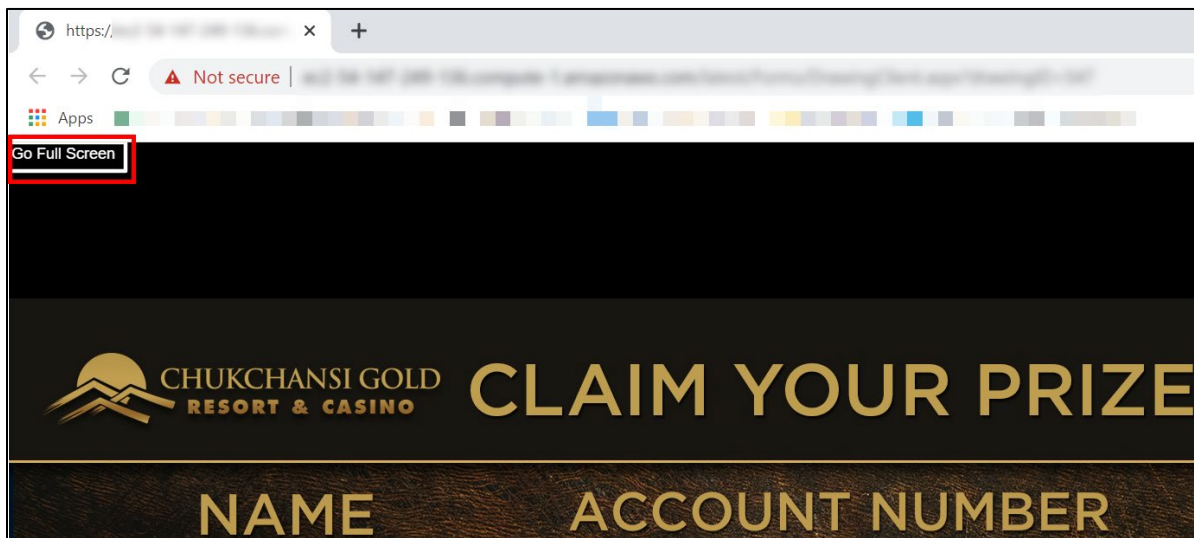 https:/
Not secure
Apps
Go Full Screen
CHUKCHANSI GOLD
RESORT & CASINO
CLAIM YOUR PRIZE
NAME ACCOUNT NUMBER